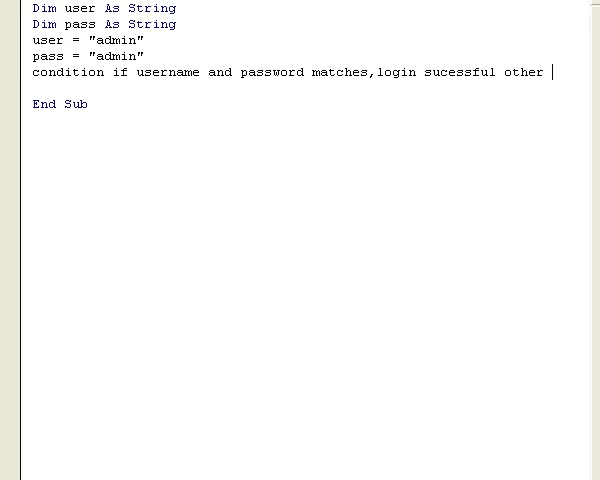 Dim user As String
Dim pass As String
user = "admin"
pass = "admin"
condition if username and password matches,login sucessful other
End Sub